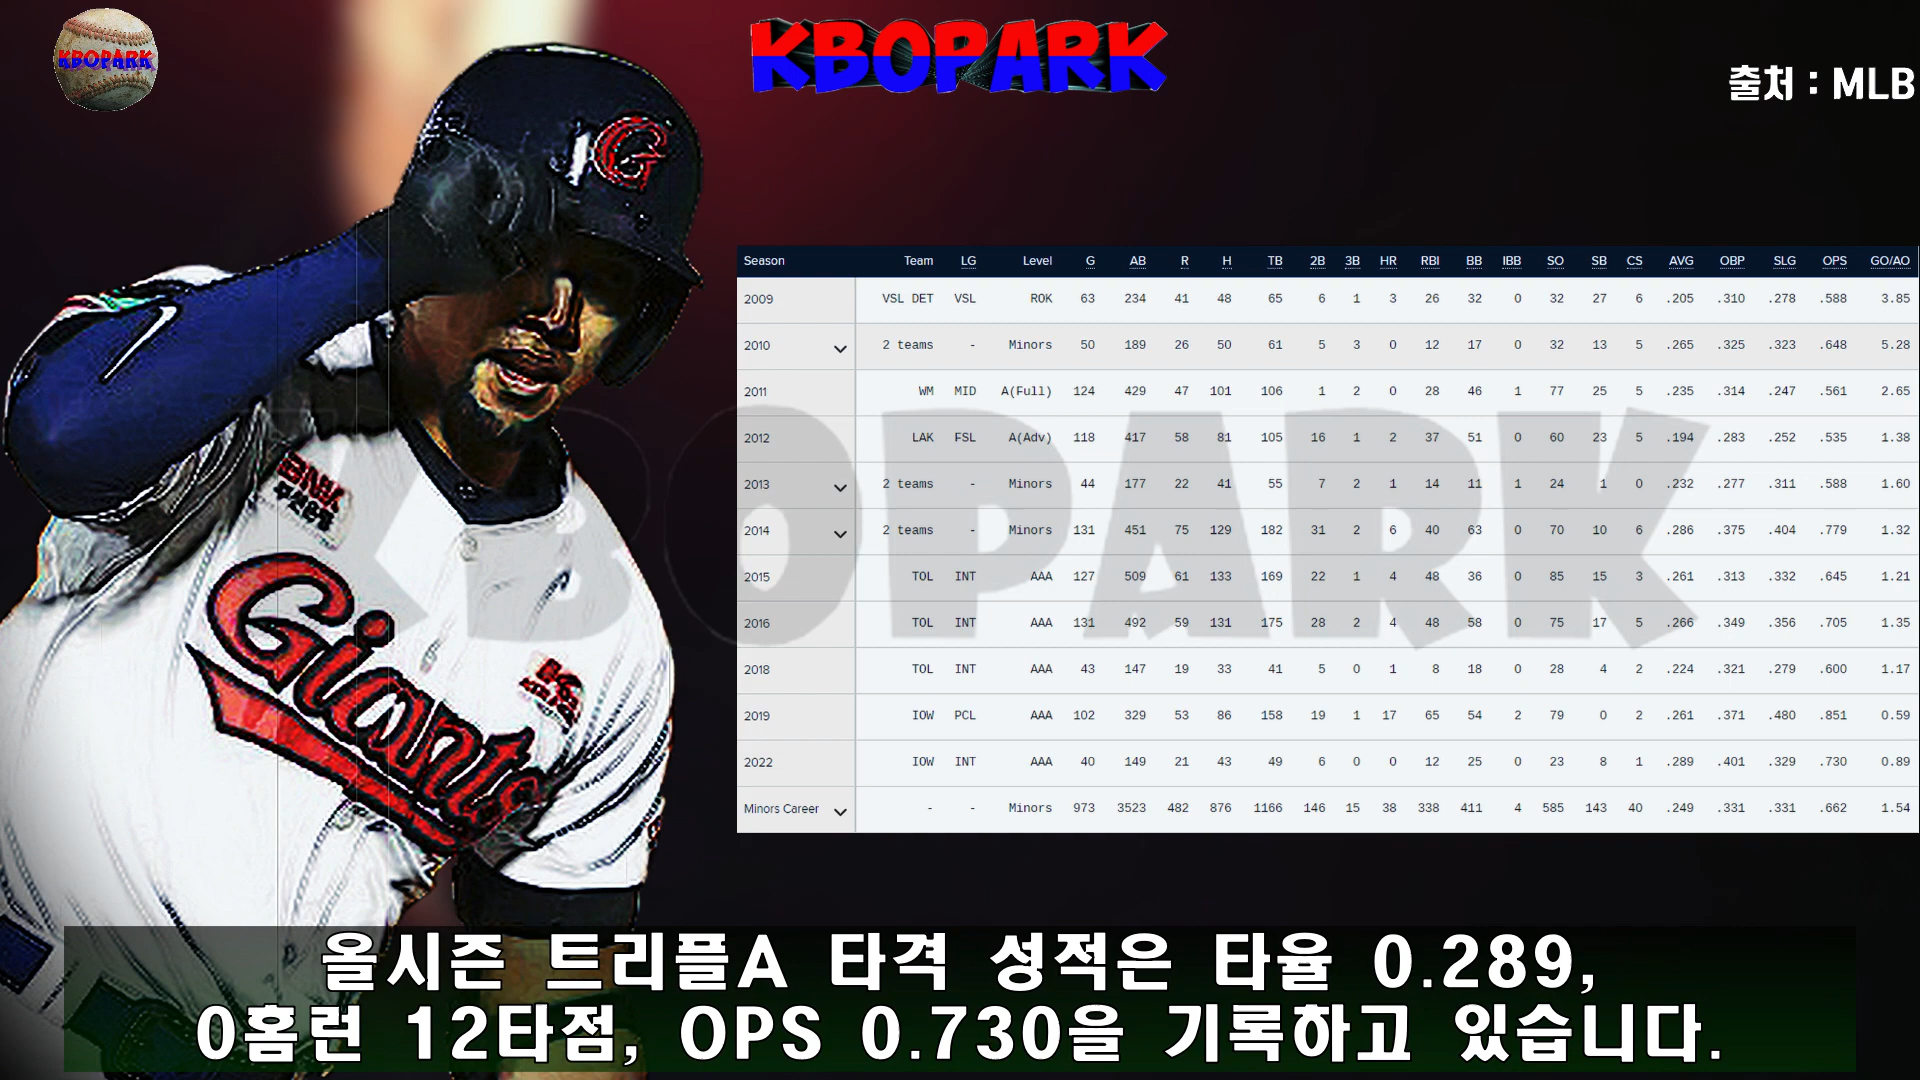 KBOPARK
KBOPARK
출처 : MLB
G
Season Team LG Level G AB R H TB 2B 3B HR RBI BB IBB SO SB CS AVG OBP SLG OPS GO/AO
2009 VSL DET VSL ROK 63 234 41 48 65 6 1 3 26 32 0 32 27 6 .205 .310 .278 .588 3.85
2010 2 teams - Minors 50 189 26 50 61 5 3 0 12 17 0 32 13 5 .265 .325 .323 .648 5.28
2011 WM MID A(Full) 124 429 47 101 106 1 2 0 28 46 1 77 25 5 .235 .314 .247 .561 2.65
2012 LAK FSL A(Adv) 118 417 58 81 105 16 1 2 37 51 0 60 23 5 .194 .283 .252 .535 1.38
2013 2 teams - Minors 44 177 22 41 55 7 2 1 14 11 1 24 1 0 .232 .277 .311 .588 1.60
2014 2 teams - Minors 131 451 75 129 182 31 2 6 40 63 0 70 10 6 .286 .375 .404 .779 1.32
2015 TOL INT AAA 127 509 61 133 169 22 1 4 48 36 0 85 15 3 .261 .313 .332 .645 1.21
2016 TOL INT AAA 131 492 59 131 175 28 2 4 48 58 0 75 17 5 .266 .349 .356 .705 1.35
2018 TOL INT AAA 43 147 19 33 41 5 0 1 8 18 0 28 4 2 .224 .321 .279 .600 1.17
2019 IOW PCL AAA 102 329 53 86 158 19 1 17 65 54 2 79 0 2 .261 .371 .480 .851 0.59
2022 IOW INT AAA 40 149 21 43 49 6 0 0 12 25 0 23 8 1 .289 .401 .329 .730 0.89
Minors Career - - Minors 973 3523 482 876 1166 146 15 38 338 411 4 585 143 40 .249 .331 .331 .662 1.54
KBOPARK
Giants
올시즌 트리플A 타격 성적은 타율 0.289,
0홈런 12타점, OPS 0.730을 기록하고 있습니다.